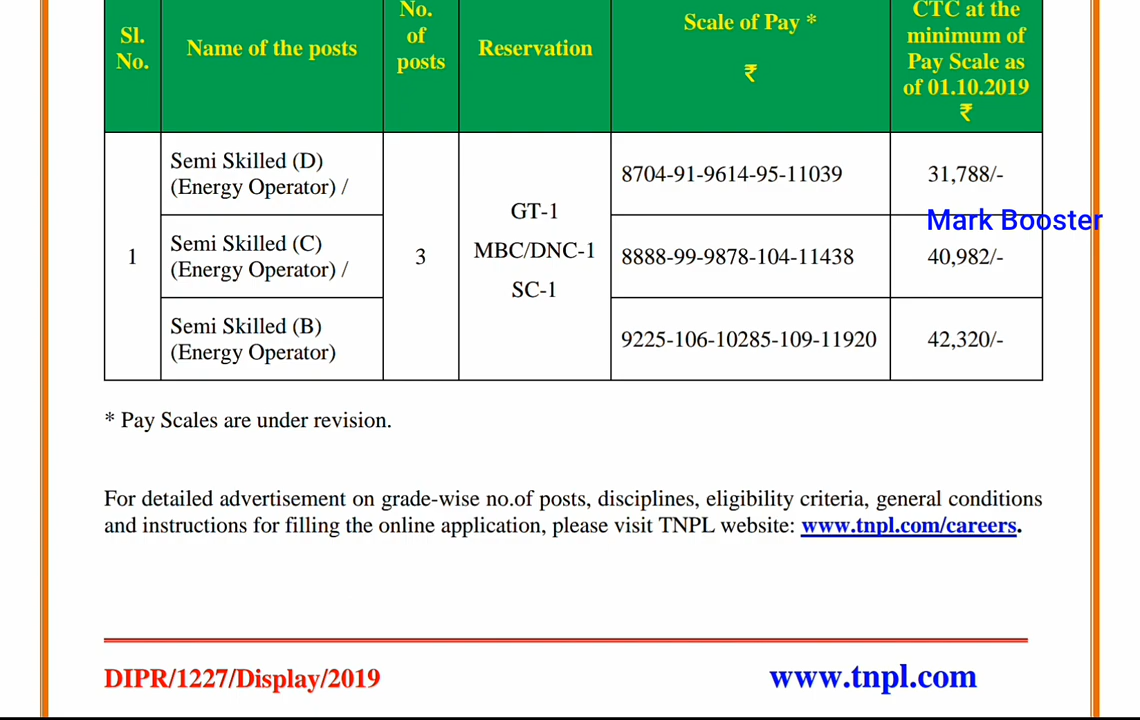 Sl.
No.
Name of the posts
No.
of
posts
Reservation
Scale of Pay *
₹
CTC at the
minimum of
Pay Scale as
of 01.10.2019
₹
1
Semi Skilled (D)
(Energy Operator) /
Semi Skilled (C)
(Energy Operator) /
Semi Skilled (B)
(Energy Operator)
3
GT-1
MBC/DNC-1
SC-1
8704-91-9614-95-11039
31,788/-
Mark Booster
8888-99-9878-104-11438
40,982/-
9225-106-10285-109-11920
42,320/-
* Pay Scales are under revision.
For detailed advertisement on grade-wise no.of posts, disciplines, eligibility criteria, general conditions
and instructions for filling the online application, please visit TNPL website: www.tnpl.com/careers.
DIPR/1227/Display/2019
www.tnpl.com